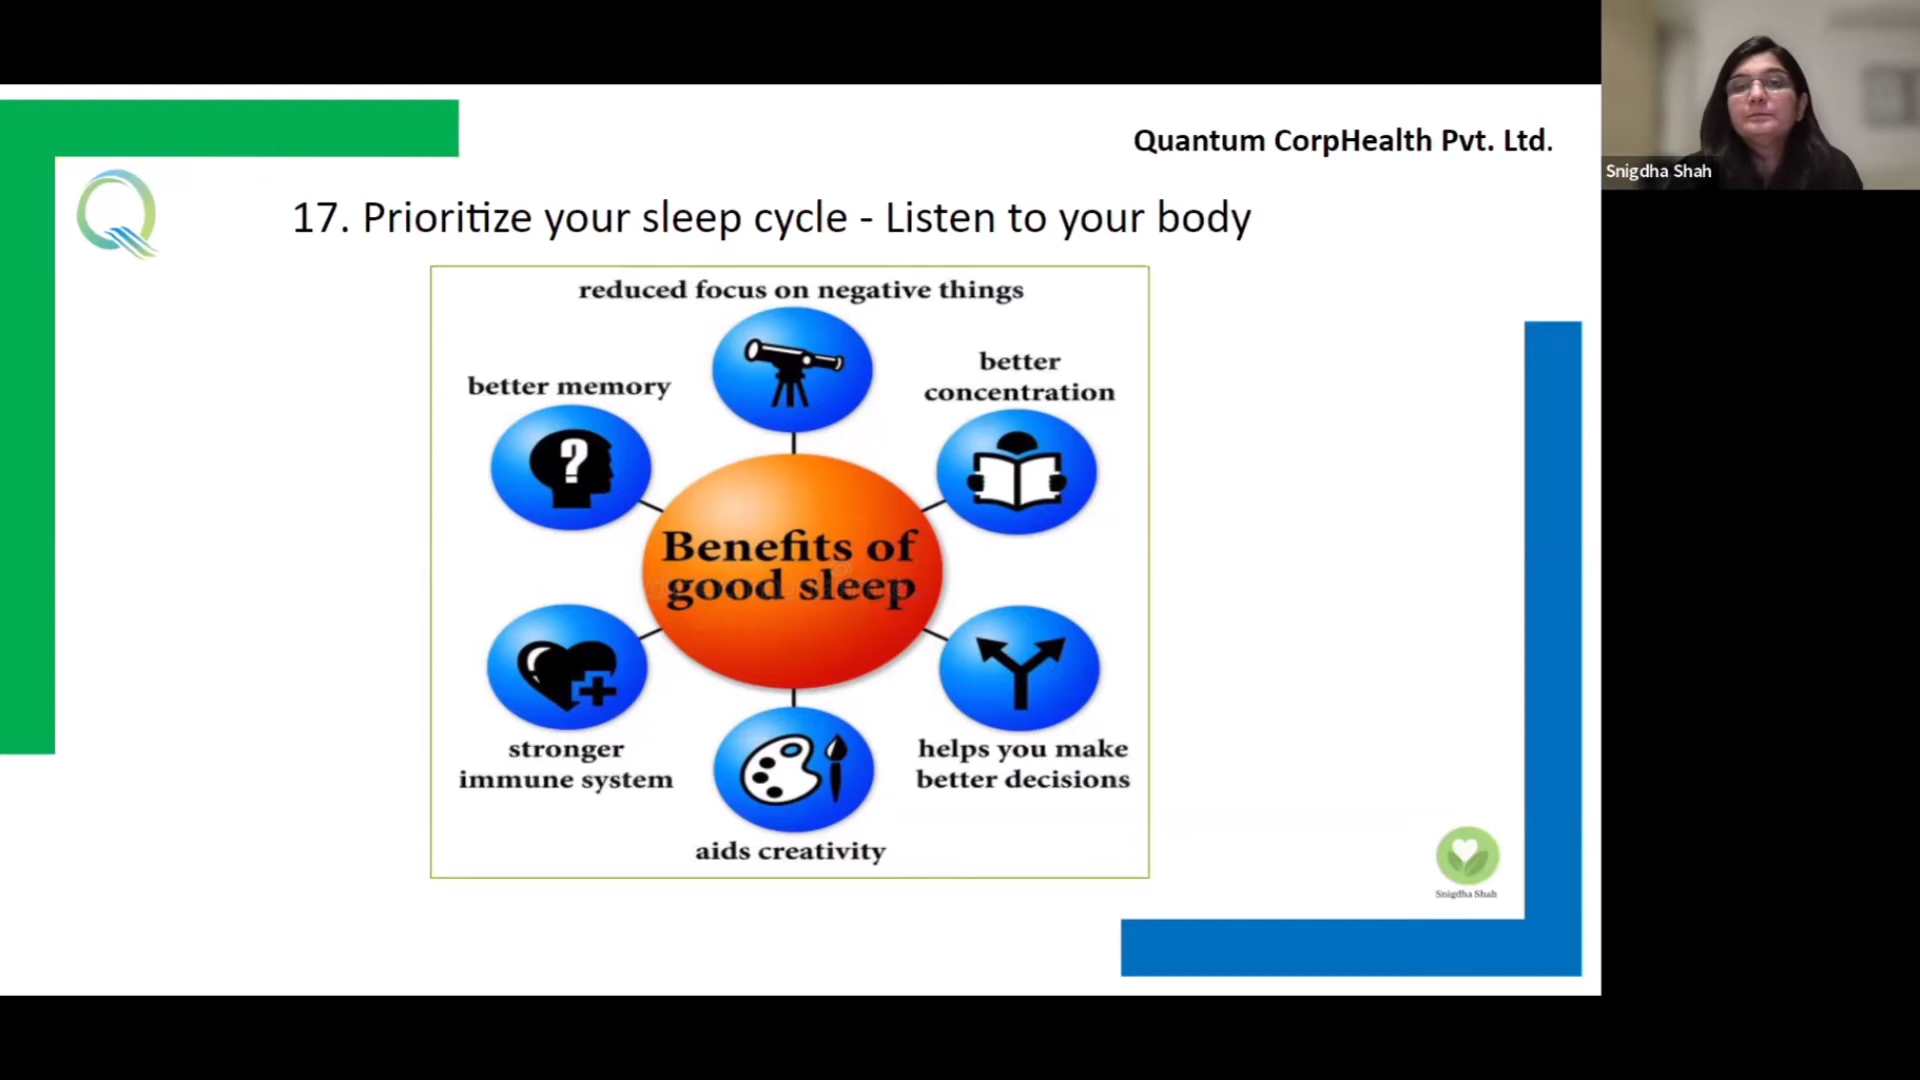 Quantum CorpHealth Pvt. Ltd.
Snigdha Shah
17. Prioritize your sleep cycle - Listen to your body
reduced focus on negative things
better
concentration
better memory
?
Benefits of
good sleep
stronger
immune system
helps you make
better decisions
aids creativity
Snigdha Shah